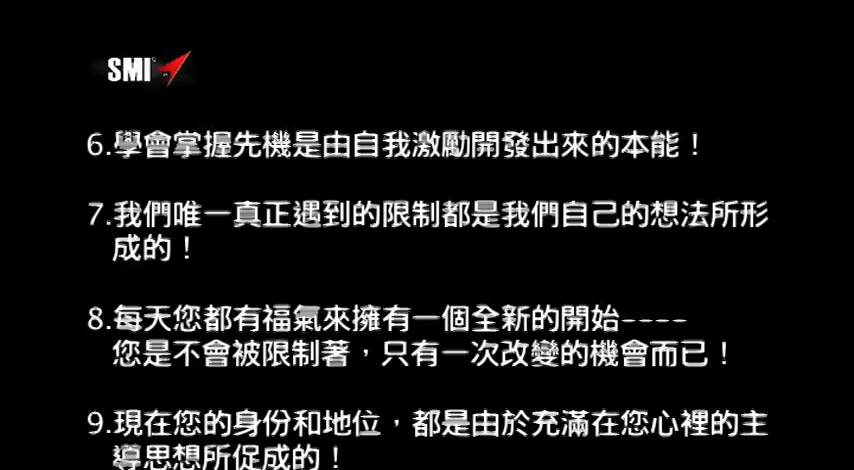 SMI
6.學會掌握先機是由自我激勵開發出來的本能！
7.我們唯一真正遇到的限制都是我們自己的想法所形
成的！
8.每天您都有福氣來擁有一個全新的開始----
您是不會被限制著，只有一次改變的機會而已！
9.現在您的身份和地位，都是由於充滿在您心裡的主
導思想所促成的！